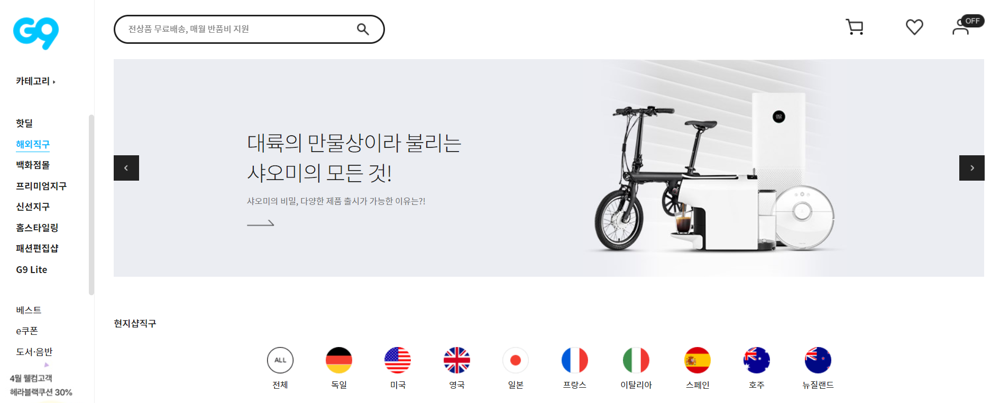 G9
전상품 무료배송, 매월 반품비 지원
OFF
카테고리
핫딜
해외직구
백화점몰
프리미엄지구
신선지구
홈스타일링
패션편집샵
G9 Lite
베스트
e쿠폰
도서·음반
4월 웰컴고객
헤라블랙쿠션 30%
대륙의 만물상이라 불리는
샤오미의 모든 것!
샤오미의 비밀, 다양한 제품 출시가 가능한 이유는?!
현지샵직구
ALL
전체
독일
미국
영국
일본
프랑스
이탈리아
스페인
호주
뉴질랜드